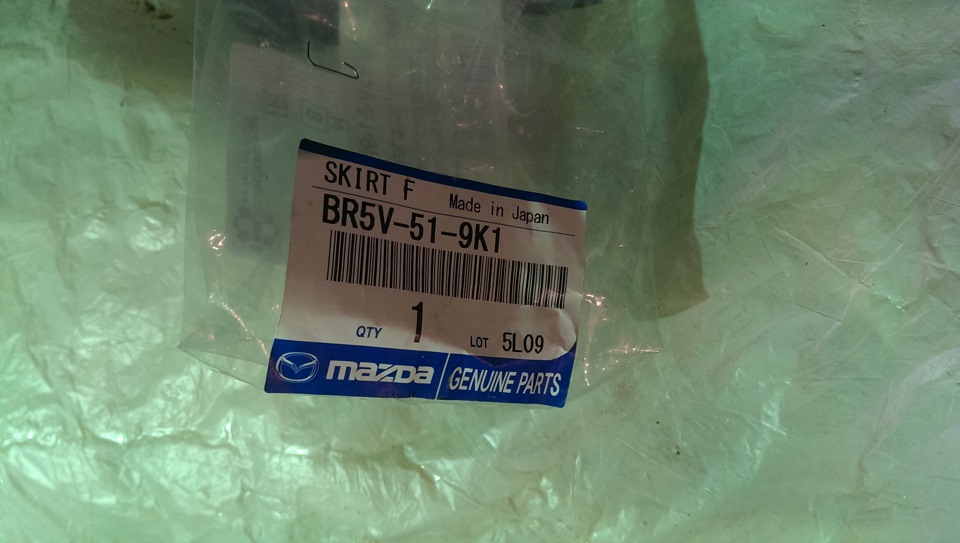 SKIRT F Made in Japan
BR5V-51-9K1
QTY 1 LOT 5L09
mazda GENUINE PARTS